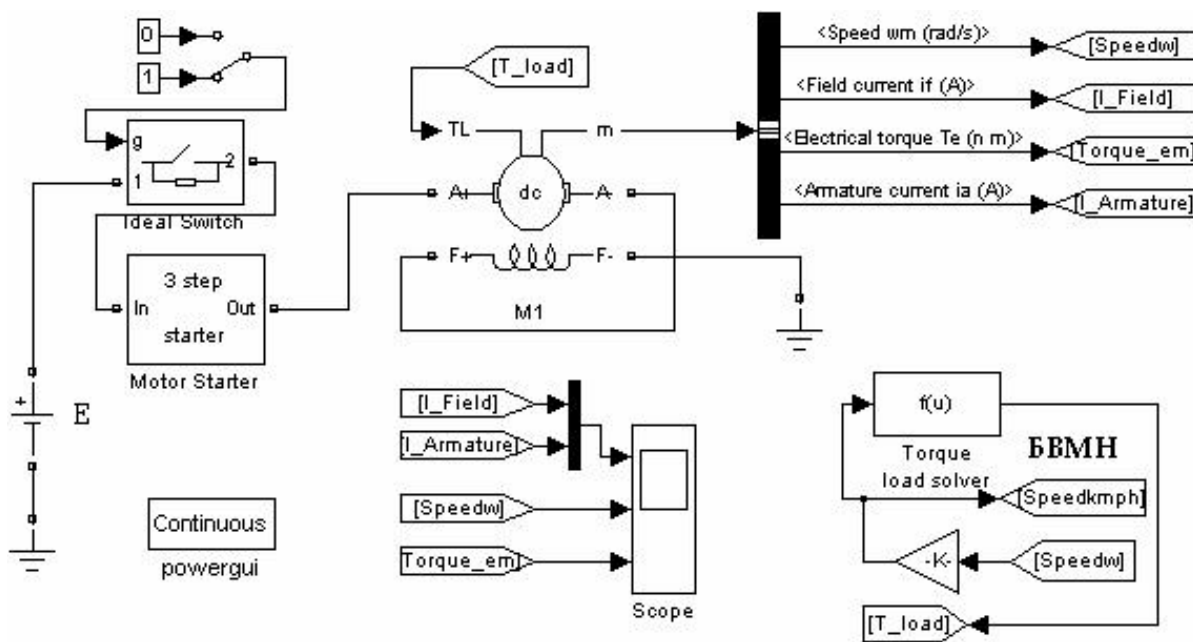 0
1
g
1
2
Ideal Switch
In
3 step
starter
Out
Motor Starter
+
E
Continuous
powergui
[T_load]
TL
m
A+
dc
A-
F+
F-
M1
<Speed wm (rad/s)>
[Speedw]
<Field current if (A)>
[I_Field]
<Electrical torque Te (n m)>
[Torque_em]
<Armature current ia (A)>
[I_Armature]
[I_Field]
[I_Armature]
[Speedw]
Torque_em]
Scope
f(u)
Torque
load solver
БВМН
[Speedkmph]
-K-
[Speedw]
[T_load]